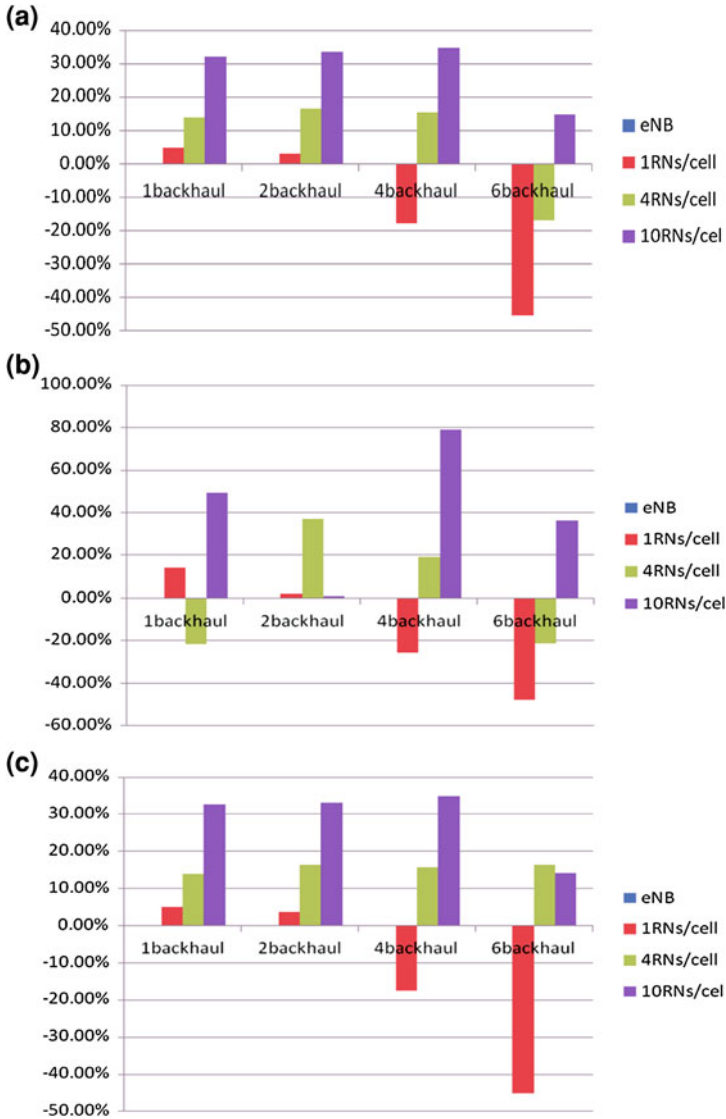 (a)
40.00%
30.00%
20.00%
10.00%
0.00%
-10.00%
-20.00%
-30.00%
-40.00%
-50.00%
1backhaul 2backhaul 4backhaul 6backhaul
eNB
1RNs/cell
4RNs/cell
10RNs/cel
(b)
100.00%
80.00%
60.00%
40.00%
20.00%
0.00%
-20.00%
-40.00%
-60.00%
1backhaul 2backhaul 4backhaul 6backhaul
eNB
1RNs/cell
4RNs/cell
10RNs/cel
(c)
40.00%
30.00%
20.00%
10.00%
0.00%
-10.00%
-20.00%
-30.00%
-40.00%
-50.00%
1backhaul 2backhaul 4backhaul 6backhaul
eNB
1RNs/cell
4RNs/cell
10RNs/cel